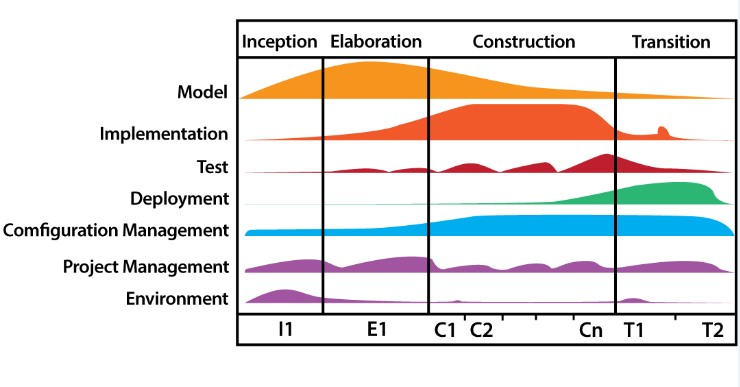 Inception Elaboration Construction Transition
Model
Implementation
Test
Deployment
Comfiguration Management
Project Management
Environment
I1 E1 C1 C2 Cn T1 T2